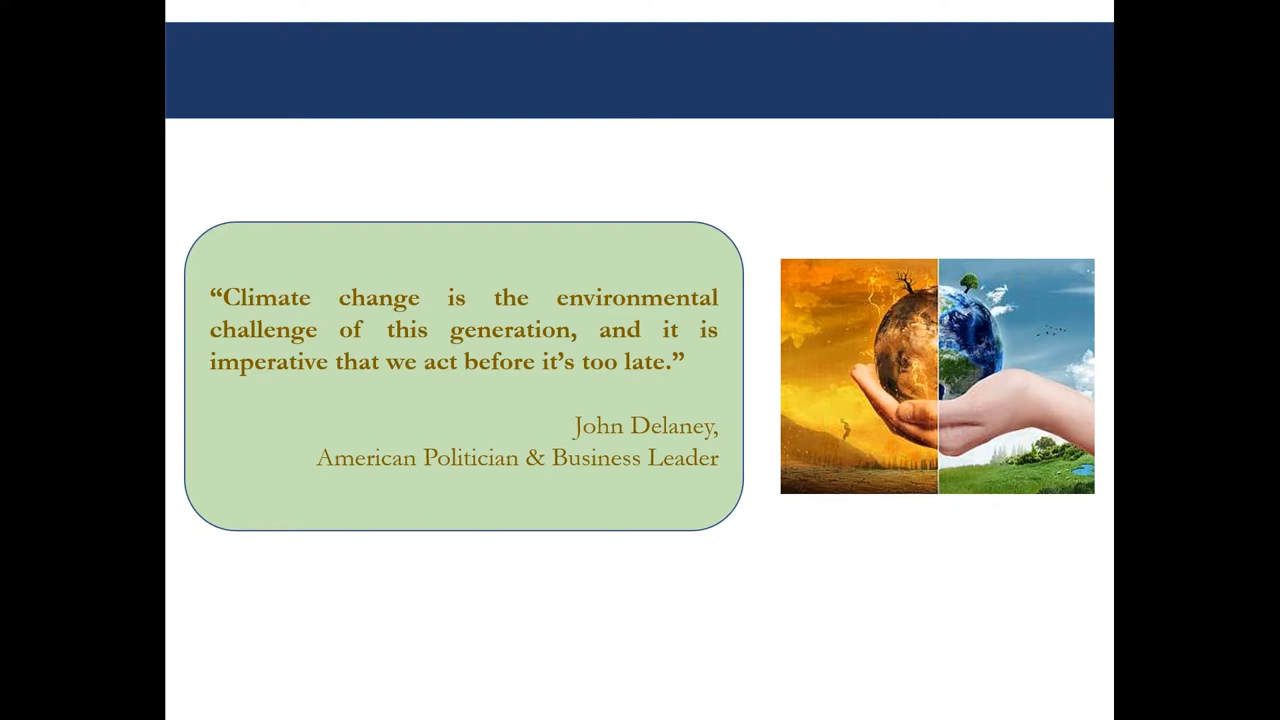 “Climate change is the environmental
challenge of this generation, and it is
imperative that we act before it’s too late.”
John Delaney,
American Politician & Business Leader